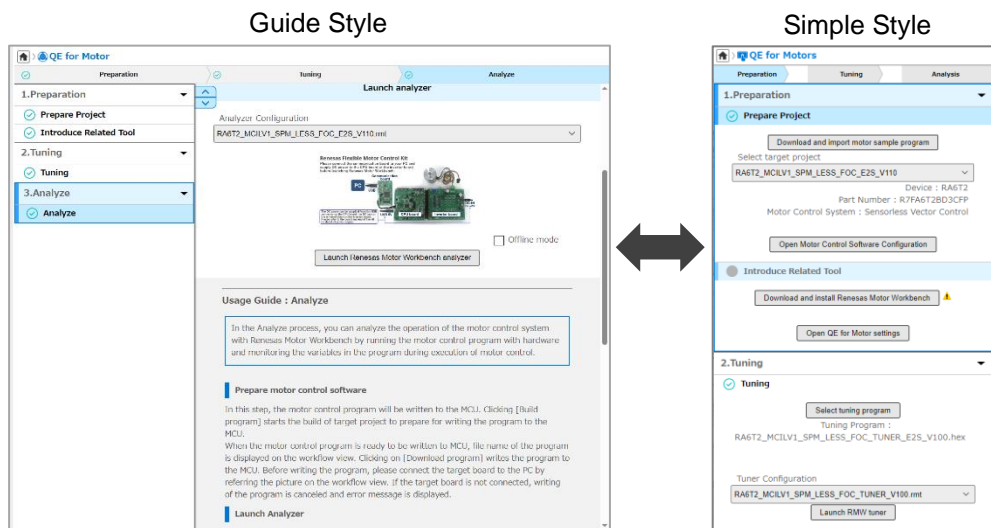 Guide Style
Simple Style
QE for Motor
Preparation
Tuning
Analyze
1.Preparation
Prepare Project
Introduce Related Tool
2.Tuning
Tuning
3.Analyze
Analyze
Launch analyzer
Analyzer Configuration
RA6T2_MCILV1_SPM_LESS_FOC_E2S_V110.rmt
Renesas Flexible Motor Control Kit
PC
Offline mode
Launch Renesas Motor Workbench analyzer
Usage Guide : Analyze
In the Analyze process, you can analyze the operation of the motor control system
with Renesas Motor Workbench by running the motor control program with hardware
and monitoring the variables in the program during execution of motor control.
Prepare motor control software
In this step, the motor control program will be written to the MCU. Clicking [Build
program] starts the build of target project to prepare for writing the program to the
MCU.
When the motor control program is ready to be written to MCU, file name of the program
is displayed on the workflow view. Clicking on [Download program] writes the program to
the MCU. Before writing the program, please connect the target board to the PC by
referring the picture on the workflow view. If the target board is not connected, writing
of the program is canceled and error message is displayed.
Launch Analyzer
QE for Motors
Preparation
Tuning
Analysis
1.Preparation
Prepare Project
Download and import motor sample program
Select target project
RA6T2_MCILV1_SPM_LESS_FOC_E2S_V110
Device : RA6T2
Part Number : R7FA6T2BD3CFP
Motor Control System : Sensorless Vector Control
Open Motor Control Software Configuration
Introduce Related Tool
Download and install Renesas Motor Workbench
Open QE for Motor settings
2.Tuning
Tuning
Select tuning program
Tuning Program :
RA6T2_MCILV1_SPM_LESS_FOC_TUNER_E2S_V100.hex
Tuner Configuration
RA6T2_MCILV1_SPM_LESS_FOC_TUNER_V100.rmt
Launch RMW tuner